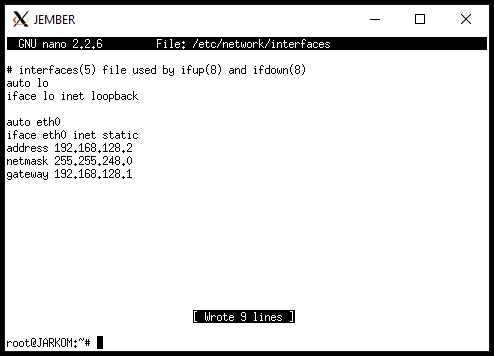 JEMBER
GNU nano 2.2.6 File: /etc/network/interfaces
# interfaces(5) file used by ifup(8) and ifdown(8)
auto lo
iface lo inet loopback
auto eth0
iface eth0 inet static
address 192.168.128.2
netmask 255.255.248.0
gateway 192.168.128.1
[ Wrote 9 lines ]
root@JARKOM:~#